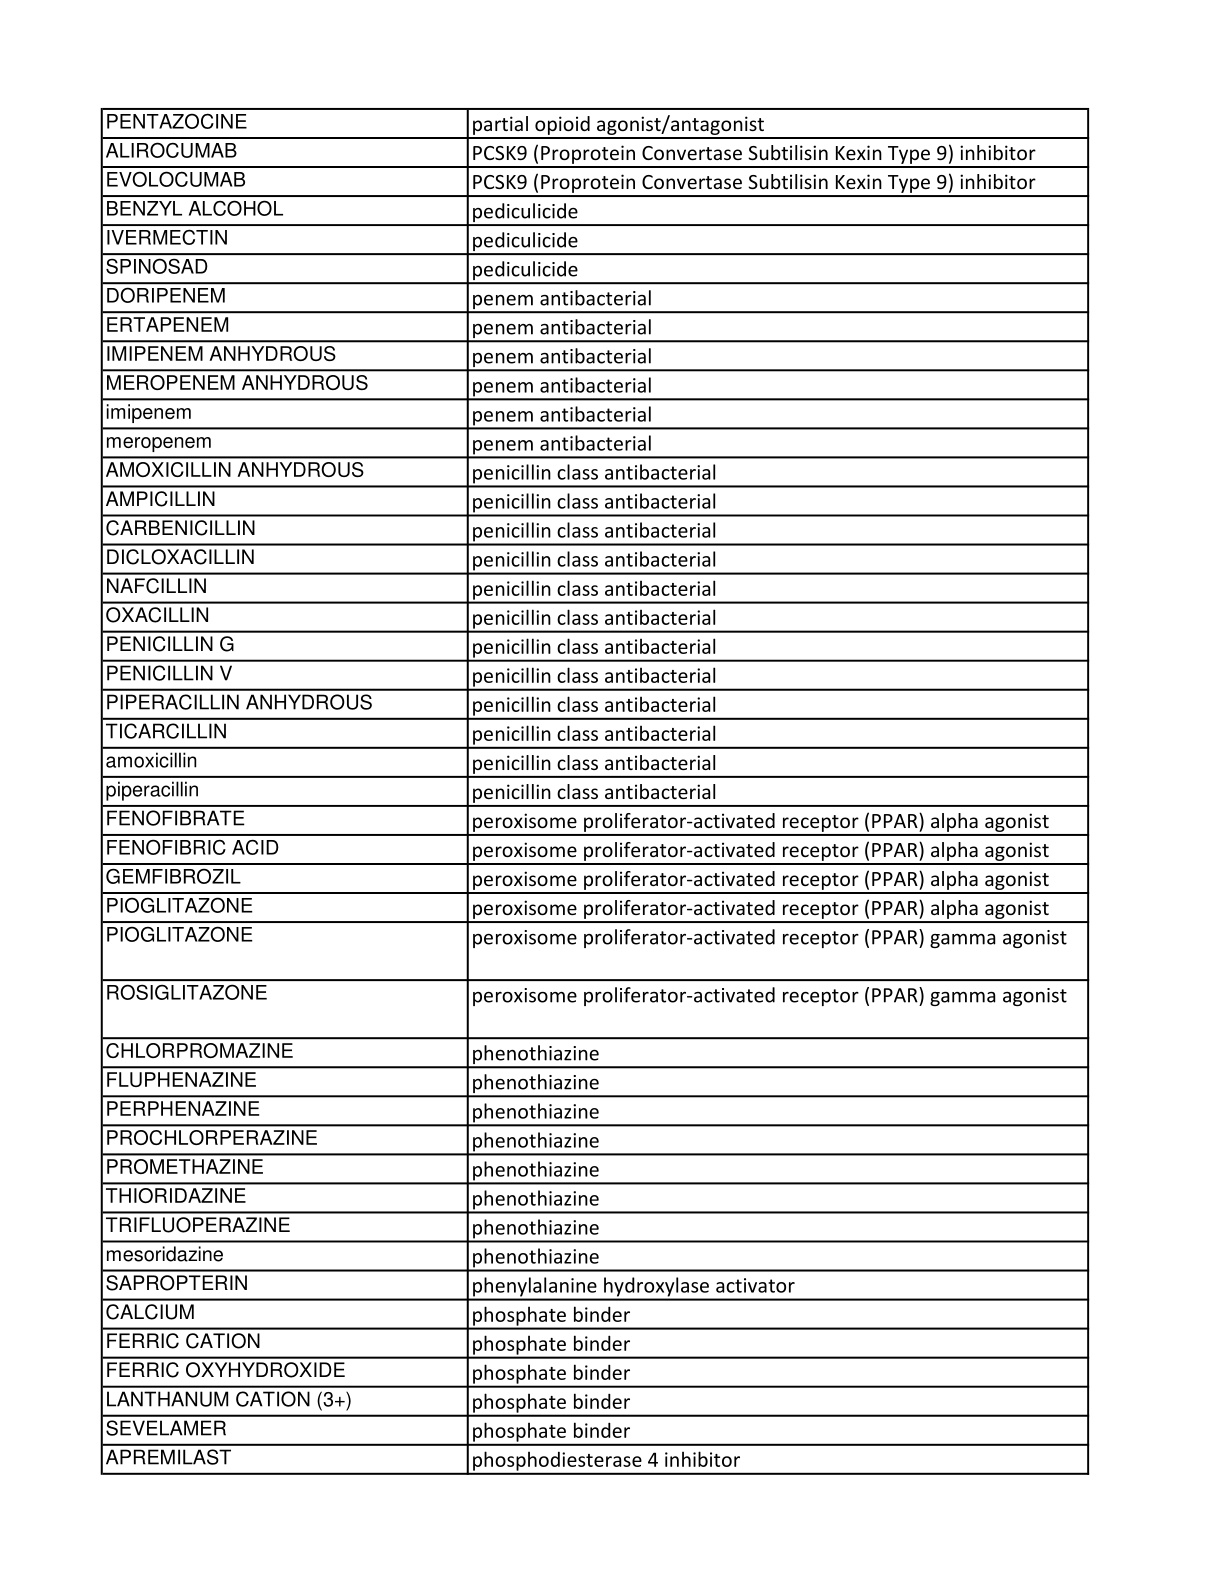 PENTAZOCINE partial opioid agonist/antagonist
ALIROCUMAB PCSK9 (Proprotein Convertase Subtilisin Kexin Type 9) inhibitor
EVOLOCUMAB PCSK9 (Proprotein Convertase Subtilisin Kexin Type 9) inhibitor
BENZYL ALCOHOL pediculicide
IVERMECTIN pediculicide
SPINOSAD pediculicide
DORIPENEM penem antibacterial
ERTAPENEM penem antibacterial
IMIPENEM ANHYDROUS penem antibacterial
MEROPENEM ANHYDROUS penem antibacterial
imipenem penem antibacterial
meropenem penem antibacterial
AMOXICILLIN ANHYDROUS penicillin class antibacterial
AMPICILLIN penicillin class antibacterial
CARBENICILLIN penicillin class antibacterial
DICLOXACILLIN penicillin class antibacterial
NAFCILLIN penicillin class antibacterial
OXACILLIN penicillin class antibacterial
PENICILLIN G penicillin class antibacterial
PENICILLIN V penicillin class antibacterial
PIPERACILLIN ANHYDROUS penicillin class antibacterial
TICARCILLIN penicillin class antibacterial
amoxicillin penicillin class antibacterial
piperacillin penicillin class antibacterial
FENOFIBRATE peroxisome proliferator-activated receptor (PPAR) alpha agonist
FENOFIBRIC ACID peroxisome proliferator-activated receptor (PPAR) alpha agonist
GEMFIBROZIL peroxisome proliferator-activated receptor (PPAR) alpha agonist
PIOGLITAZONE peroxisome proliferator-activated receptor (PPAR) alpha agonist
PIOGLITAZONE peroxisome proliferator-activated receptor (PPAR) gamma agonist
ROSIGLITAZONE peroxisome proliferator-activated receptor (PPAR) gamma agonist
CHLORPROMAZINE phenothiazine
FLUPHENAZINE phenothiazine
PERPHENAZINE phenothiazine
PROCHLORPERAZINE phenothiazine
PROMETHAZINE phenothiazine
THIORIDAZINE phenothiazine
TRIFLUOPERAZINE phenothiazine
mesoridazine phenothiazine
SAPROPTERIN phenylalanine hydroxylase activator
CALCIUM phosphate binder
FERRIC CATION phosphate binder
FERRIC OXYHYDROXIDE phosphate binder
LANTHANUM CATION (3+) phosphate binder
SEVELAMER phosphate binder
APREMILAST phosphodiesterase 4 inhibitor